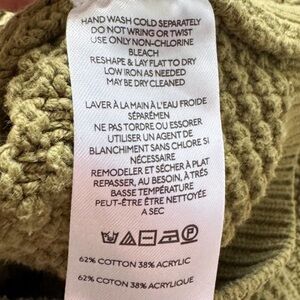 HAND WASH COLD SEPARATELY
DO NOT WRING OR TWIST
USE ONLY NON-CHLORINE
BLEACH
RESHAPE & LAY FLAT TO DRY
LOW IRON AS NEEDED
MAY BE DRY CLEANED
LAVER À LA MAIN À L'EAU FROIDE
SÉPARÉMEN
NE PAS TORDRE OU ESSORER
UTILISER UN AGENT DE
BLANCHIMENT SANS CHLORE SI
NÉCESSAIRE
REMODELER ET SÉCHER À PLAT
REPASSER, AU BESOIN, À TRÈS
BASSE TEMPÉRATURE
PEUT-ÊTRE ÊTRE NETTOYÉE
A SEC
62% COTTON 38% ACRYLIC
62% COTTON 38% ACRYLIQUE